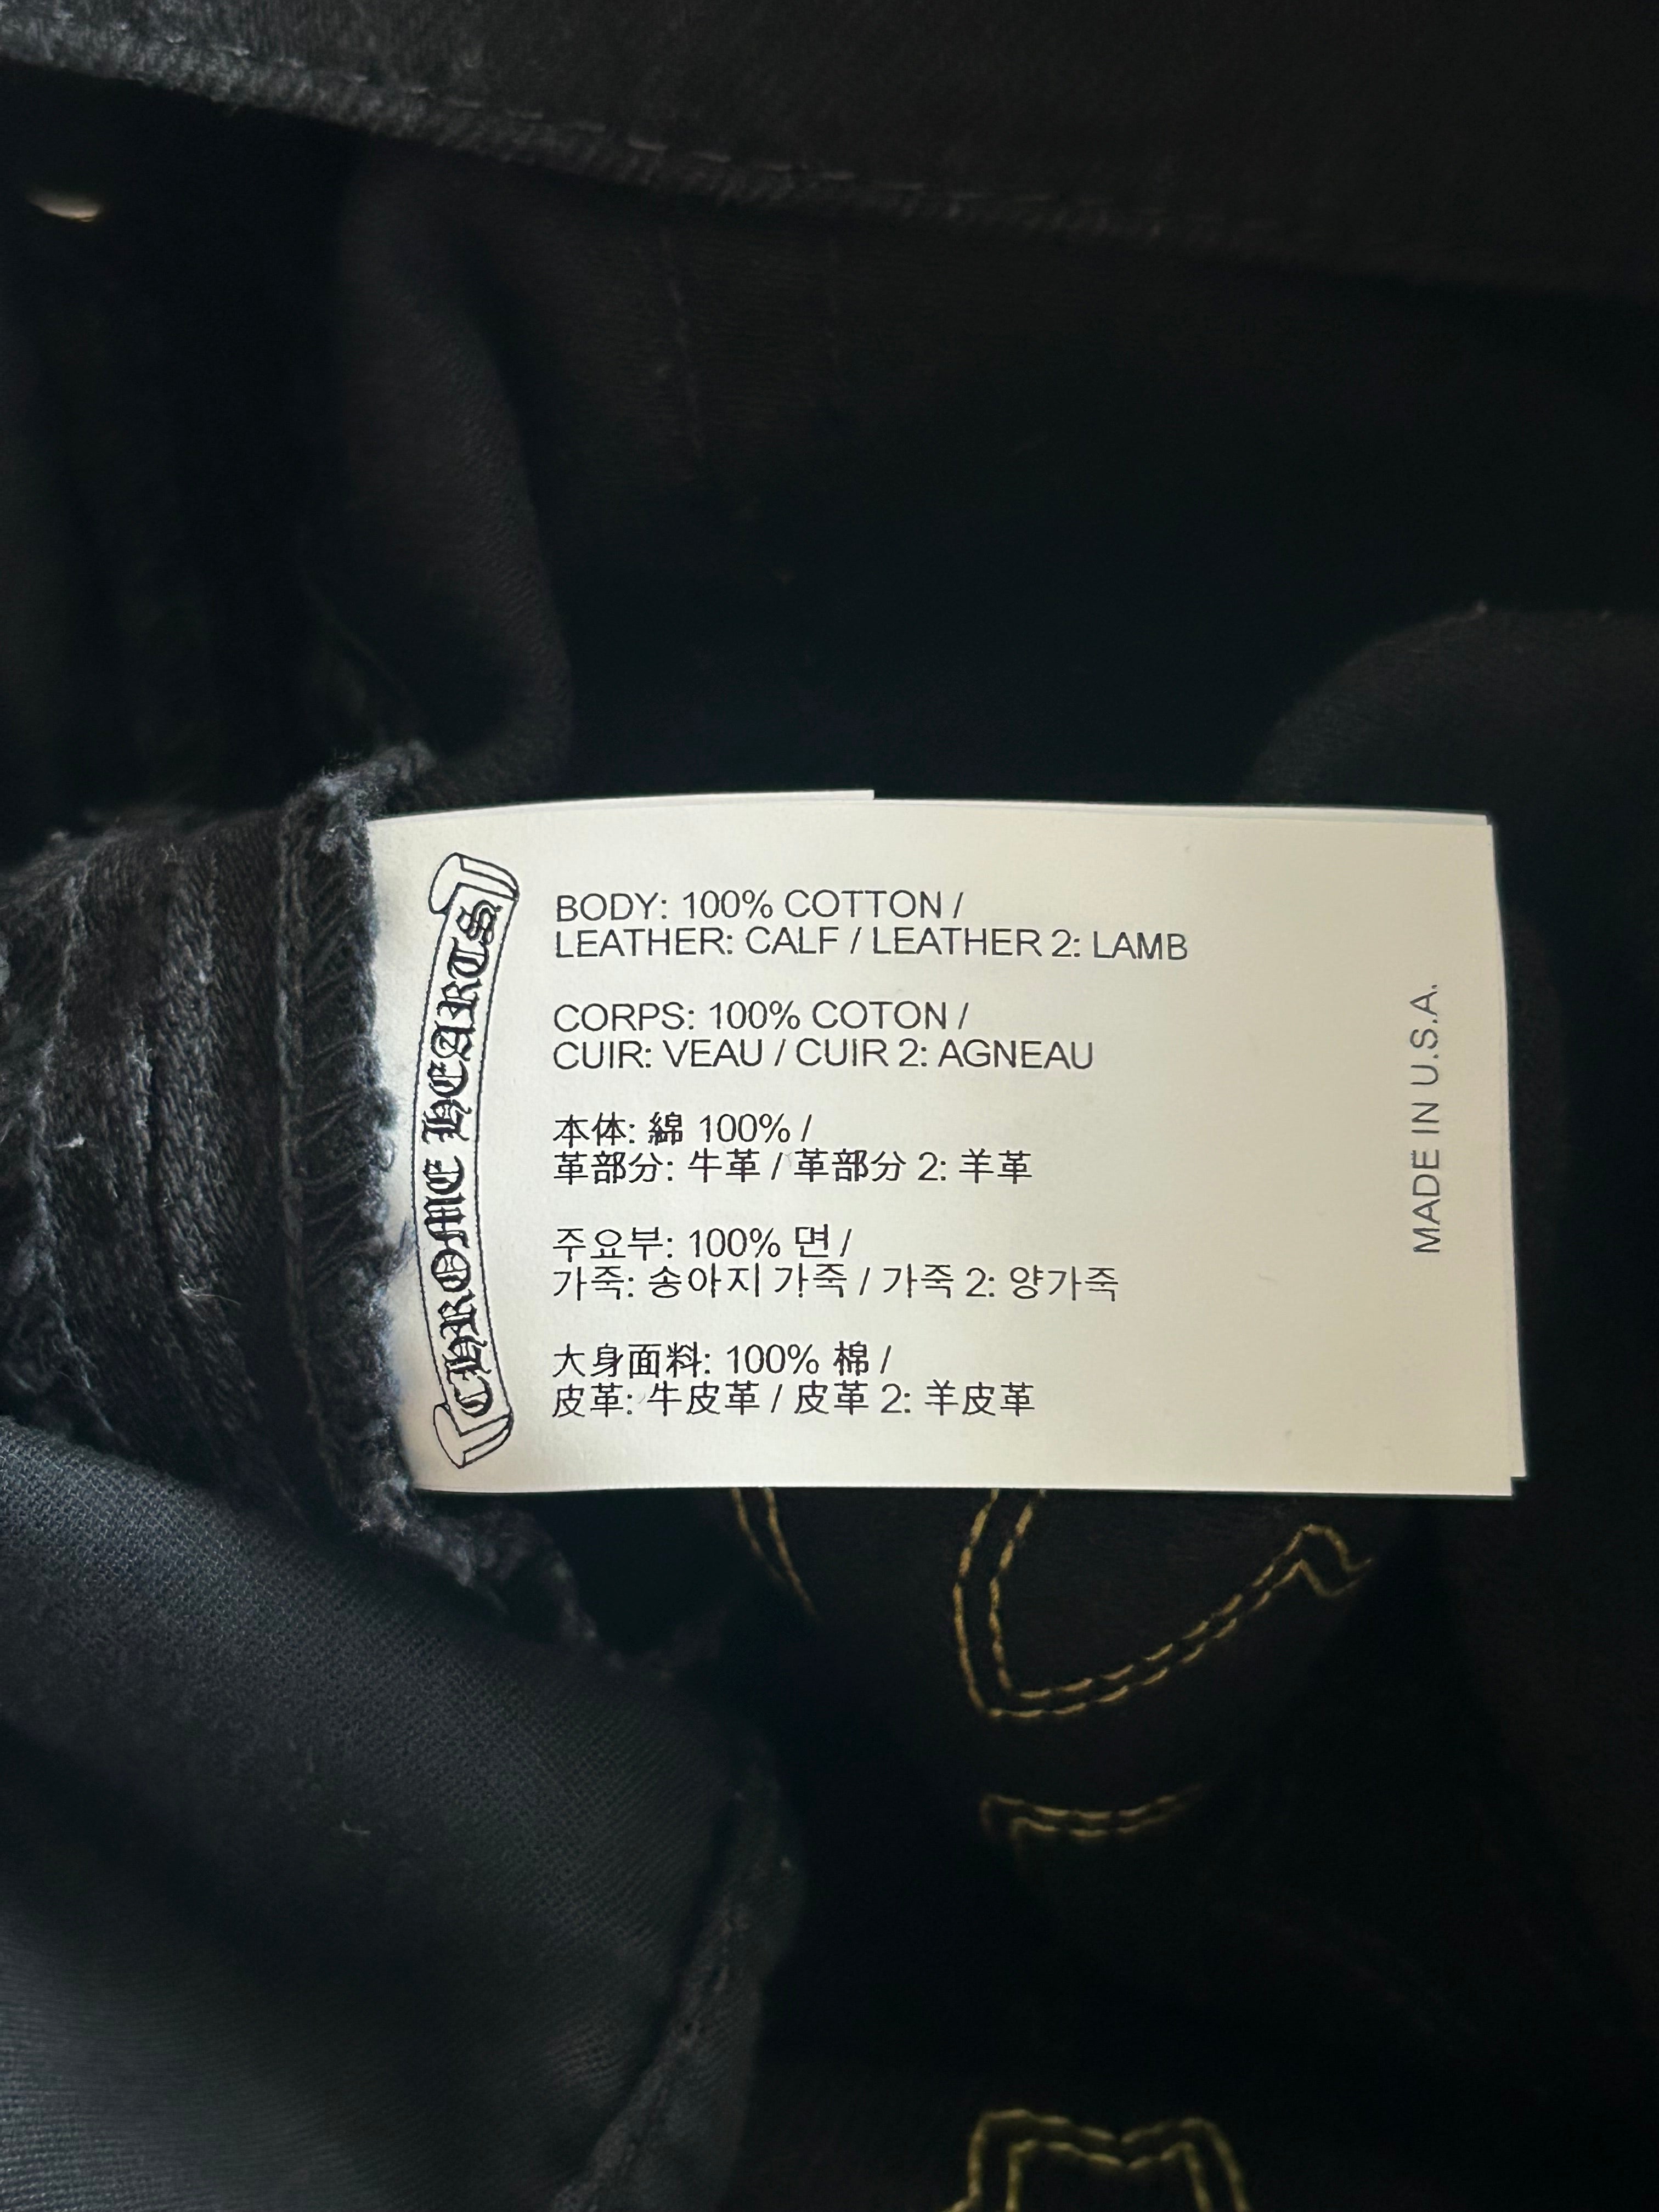 CHROME HEARTS
BODY: 100% COTTON /
LEATHER: CALF / LEATHER 2: LAMB
CORPS: 100% COTON /
CUIR: VEAU / CUIR 2: AGNEAU
本体: 綿 100% /
革部分: 牛革 / 革部分 2: 羊革
주요부: 100% 면 /
가죽: 송아지 가죽 / 가죽 2: 양가죽
大身面料: 100% 棉 /
皮革: 牛皮革 / 皮革 2: 羊皮革
MADE IN U.S.A.